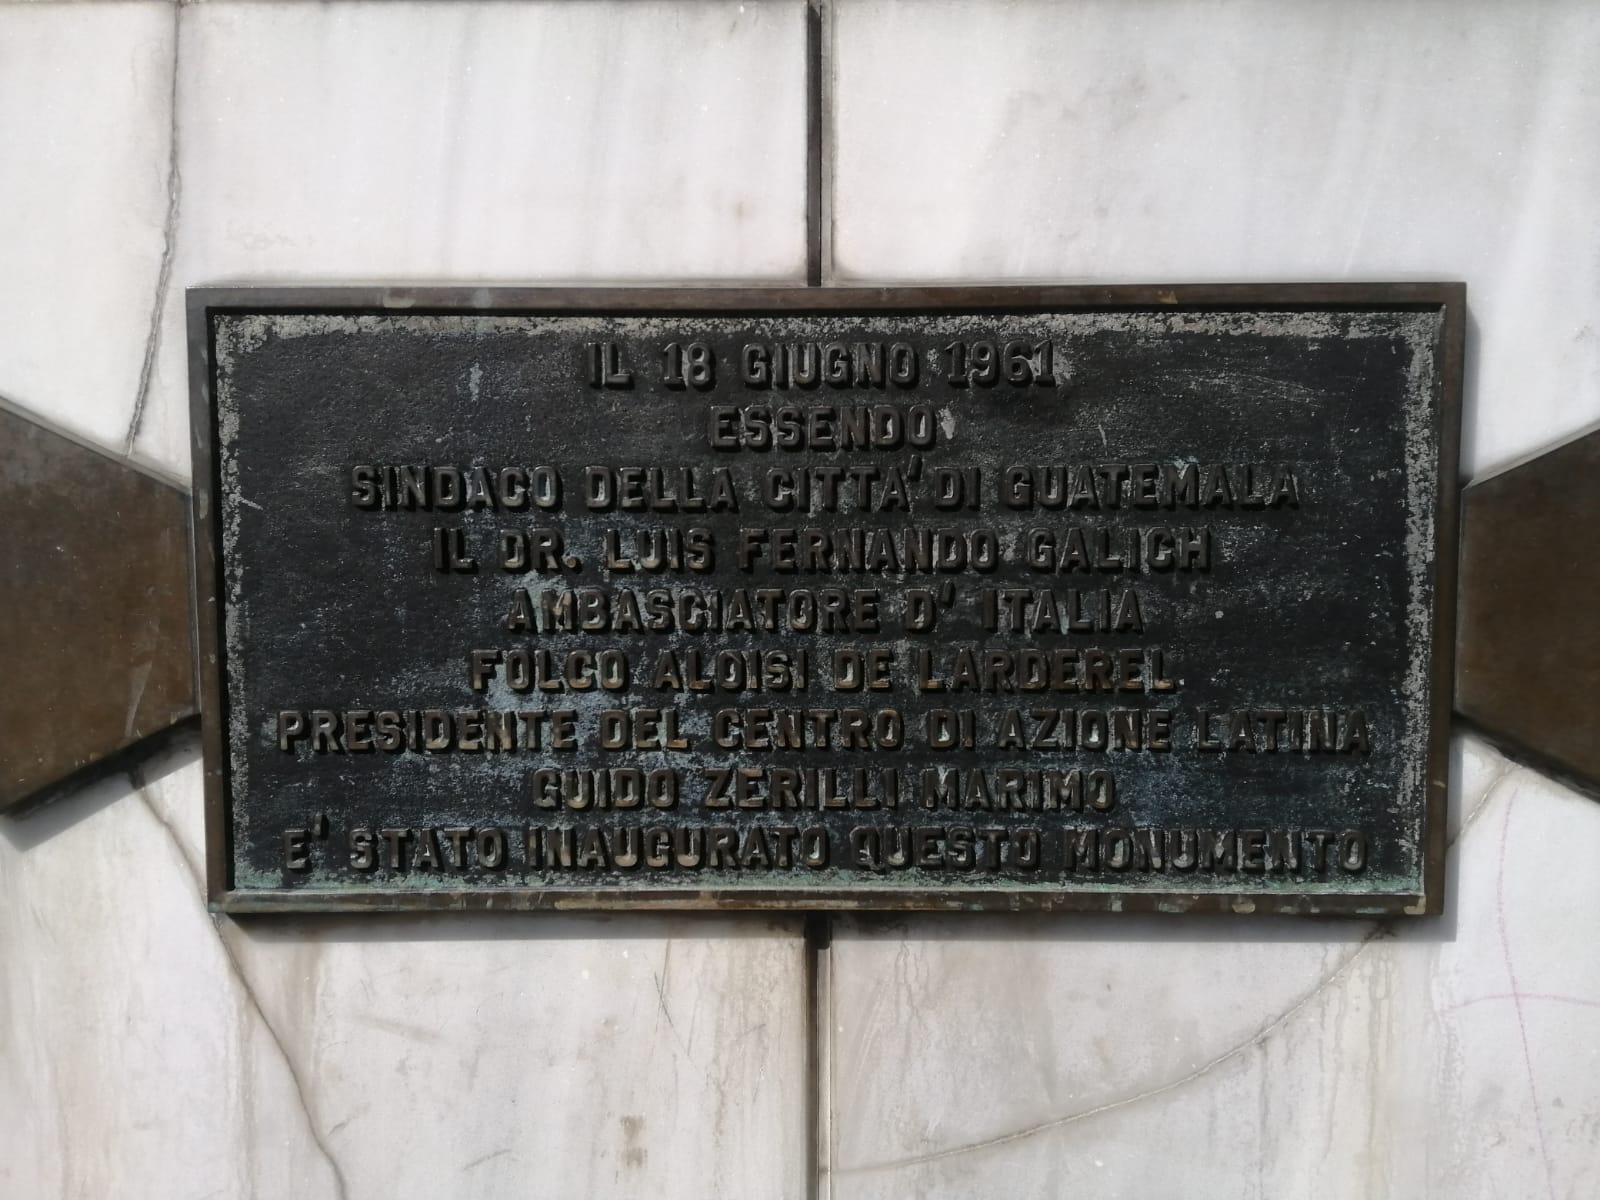 IL 18 GIUGNO 1961
ESSENDO
SINDACO DELLA CITTA' DI GUATEMALA
IL DR. LUIS FERNANDO GALICH
AMBASCIATORE D' ITALIA
FOLCO ALOISI DE LARDEREL
PRESIDENTE DEL CENTRO DI AZIONE LATINA
GUIDO ZERILLI MARIMO
E' STATO INAUGURATO QUESTO MONUMENTO